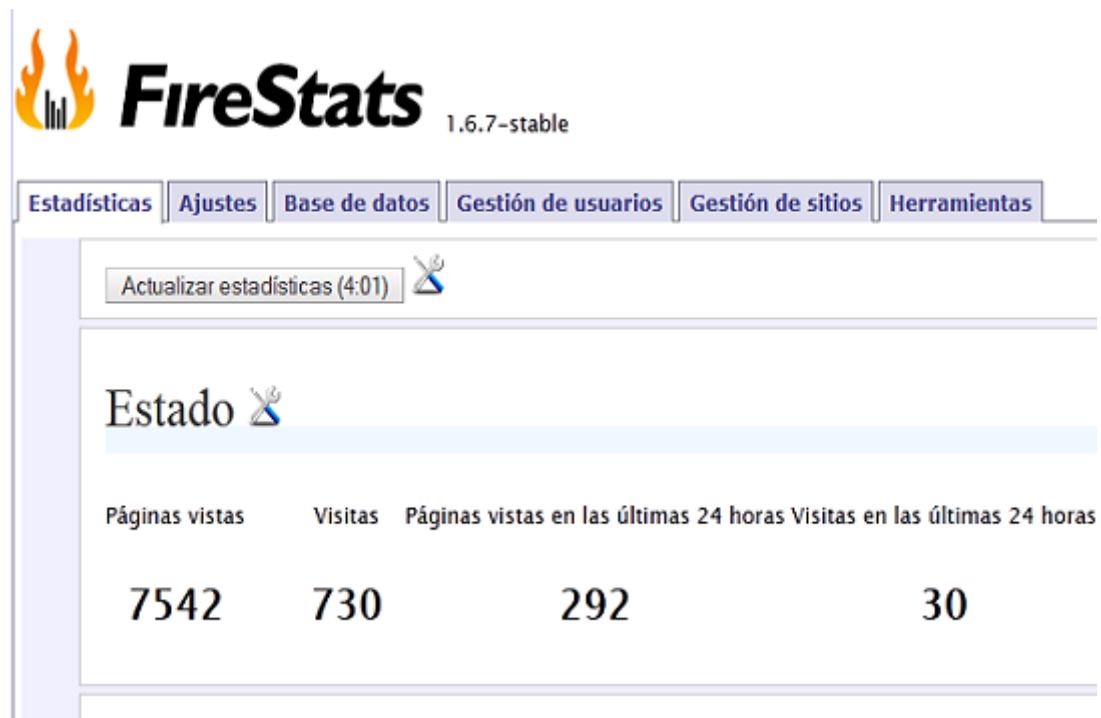 FireStats 1.6.7-stable
Estadísticas Ajustes Base de datos Gestión de usuarios Gestión de sitios Herramientas
Actualizar estadísticas (4:01)
Estado
Páginas vistas Visitas Páginas vistas en las últimas 24 horas Visitas en las últimas 24 horas
7542 730 292 30